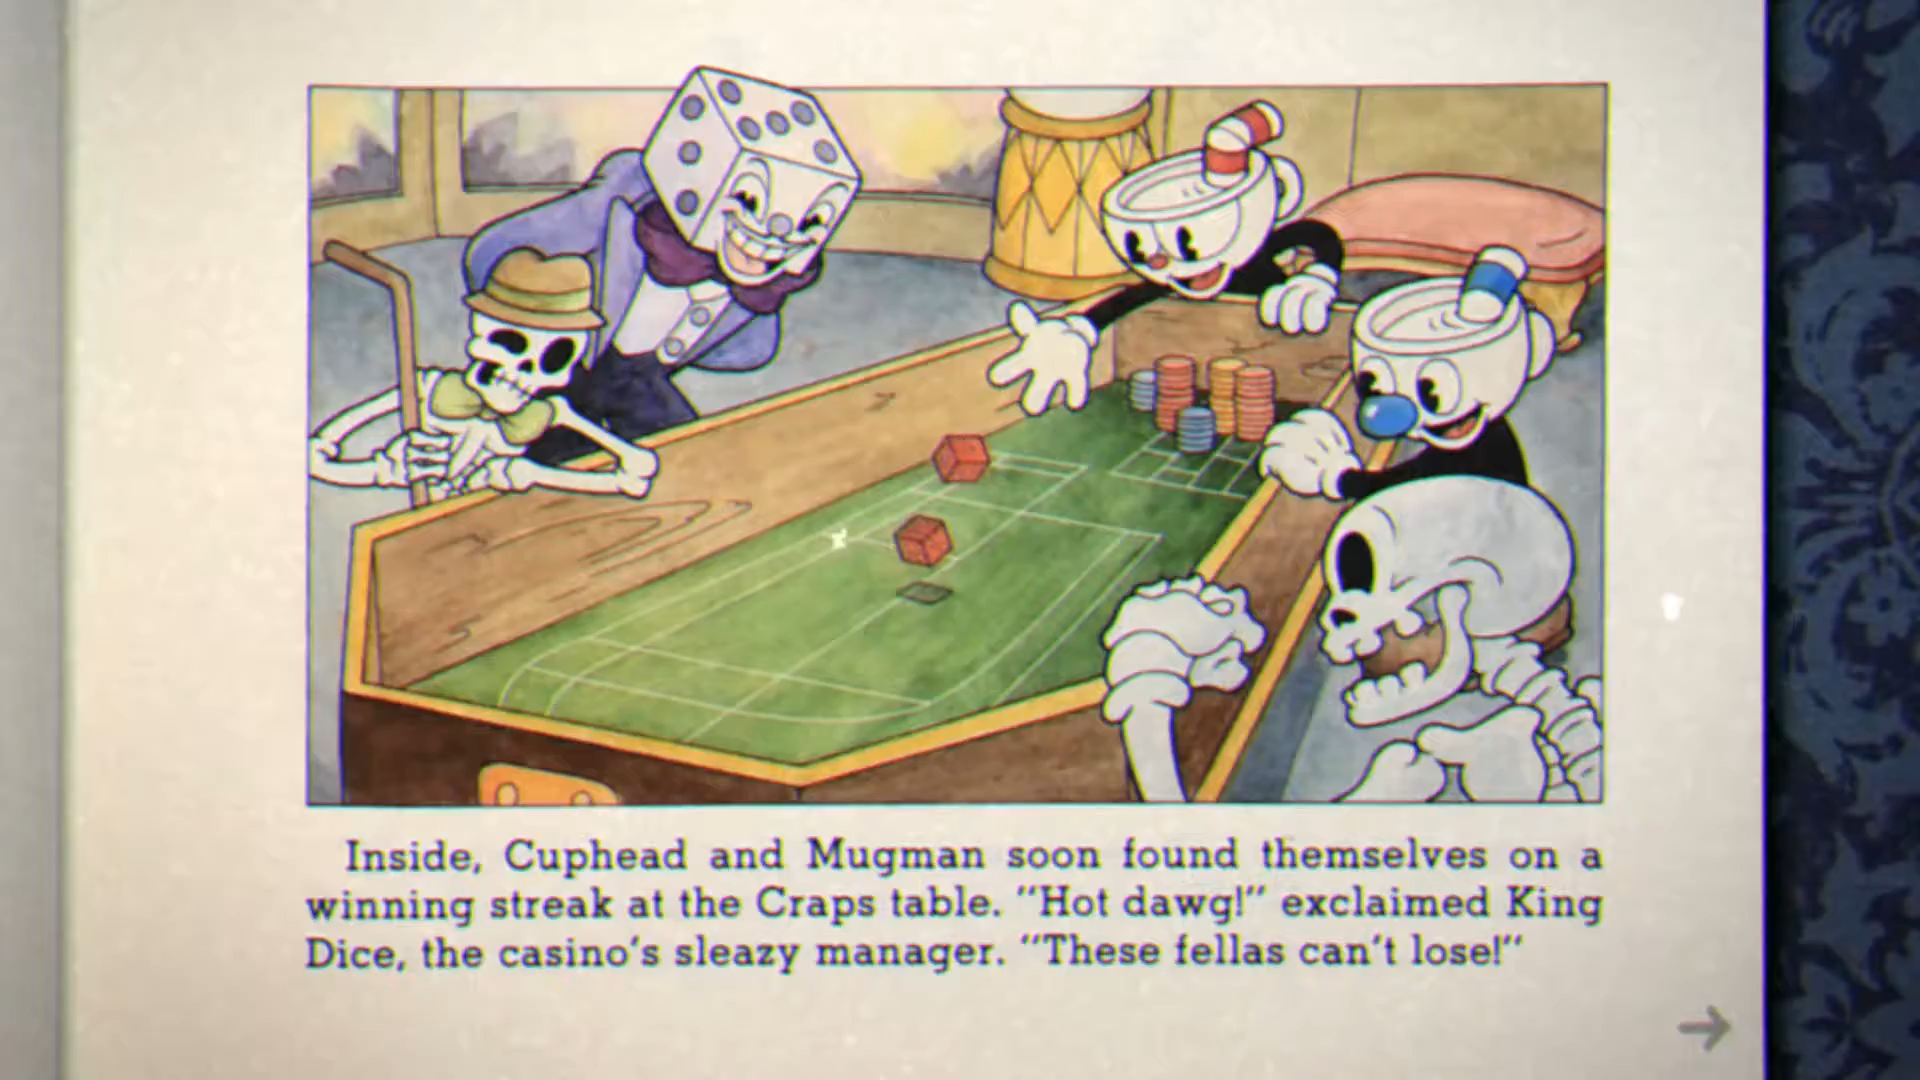 Inside, Cuphead and Mugman soon found themselves on a
winning streak at the Craps table. "Hot dawg!" exclaimed King
Dice, the casino's sleazy manager. "These fellas can't lose!"